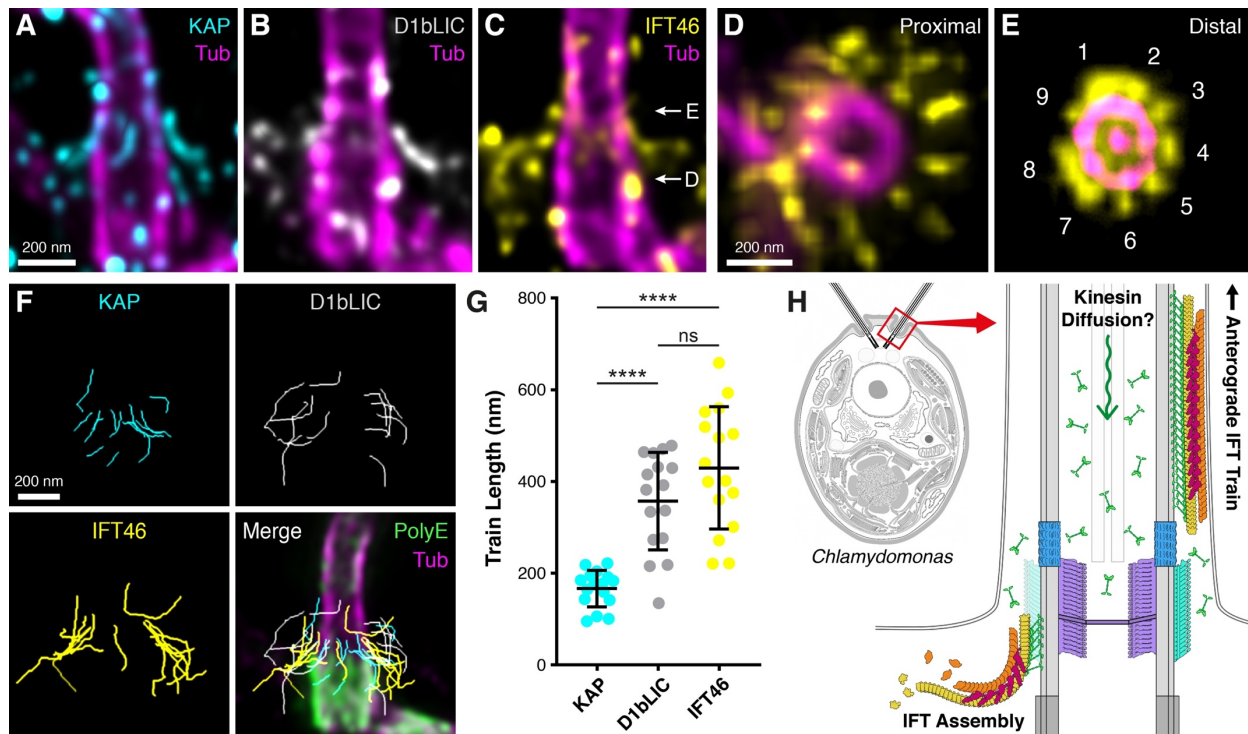 A
KAP
Tub
200 nm
B
D1bLIC
Tub
C
IFT46
Tub
E
D
D
Proximal
200 nm
E
Distal
1
2
3
4
5
6
7
8
9
F
KAP
200 nm
D1bLIC
IFT46
Merge
PolyE
Tub
G
Train Length (nm)
800
600
400
200
0
****
ns
****
KAP
D1bLIC
IFT46
H
Chlamydomonas
Kinesin
Diffusion?
Anterograde IFT Train
IFT Assembly